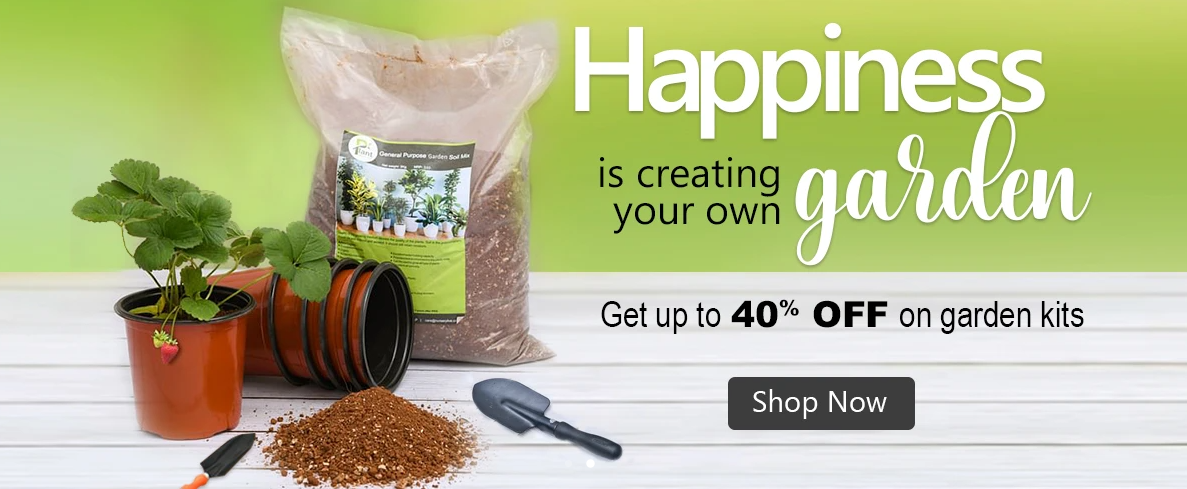 Happiness
is creating
your own
garden
Get up to 40% OFF on garden kits
Shop Now
Plant
General Purpose Garden Soil Mix